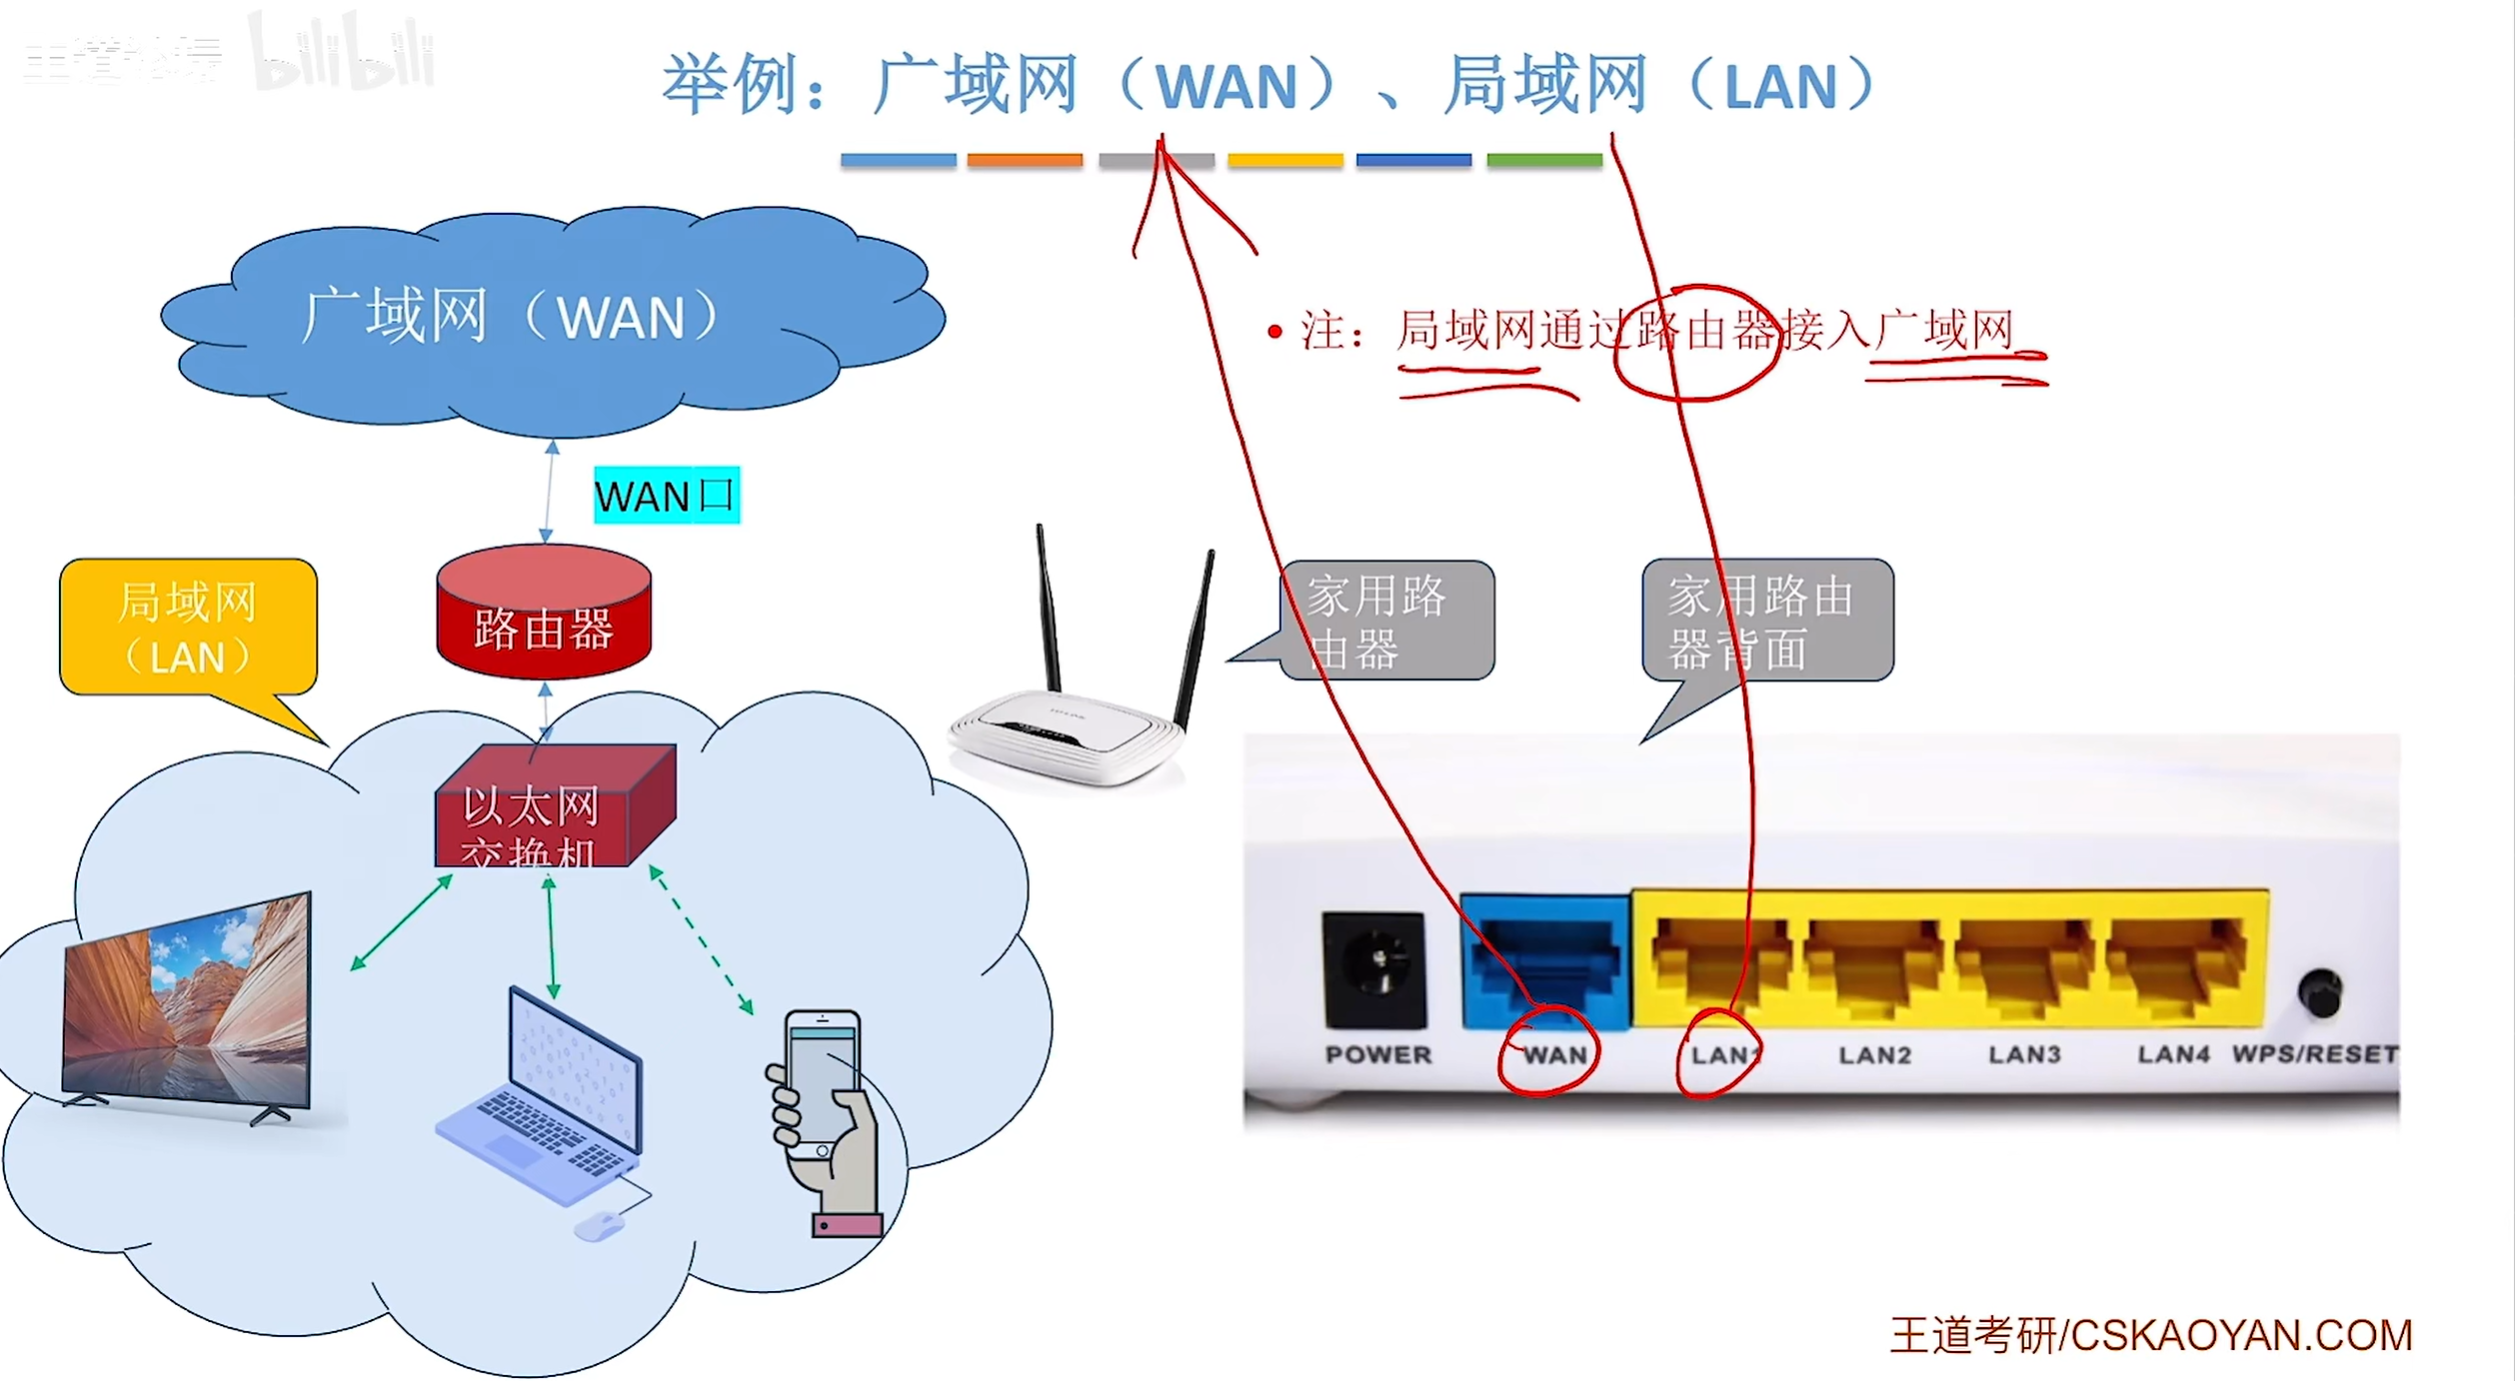 王道论坛 bilibili
举例：广域网（WAN）、局域网（LAN）
广域网（WAN）
• 注：局域网通过路由器接入广域网
WAN口
局域网
（LAN）
路由器
家用路
由器
家用路由
器背面
以太网
交换机
POWER WAN LAN1 LAN2 LAN3 LAN4 WPS/RESET
王道考研/CSKAOYAN.COM